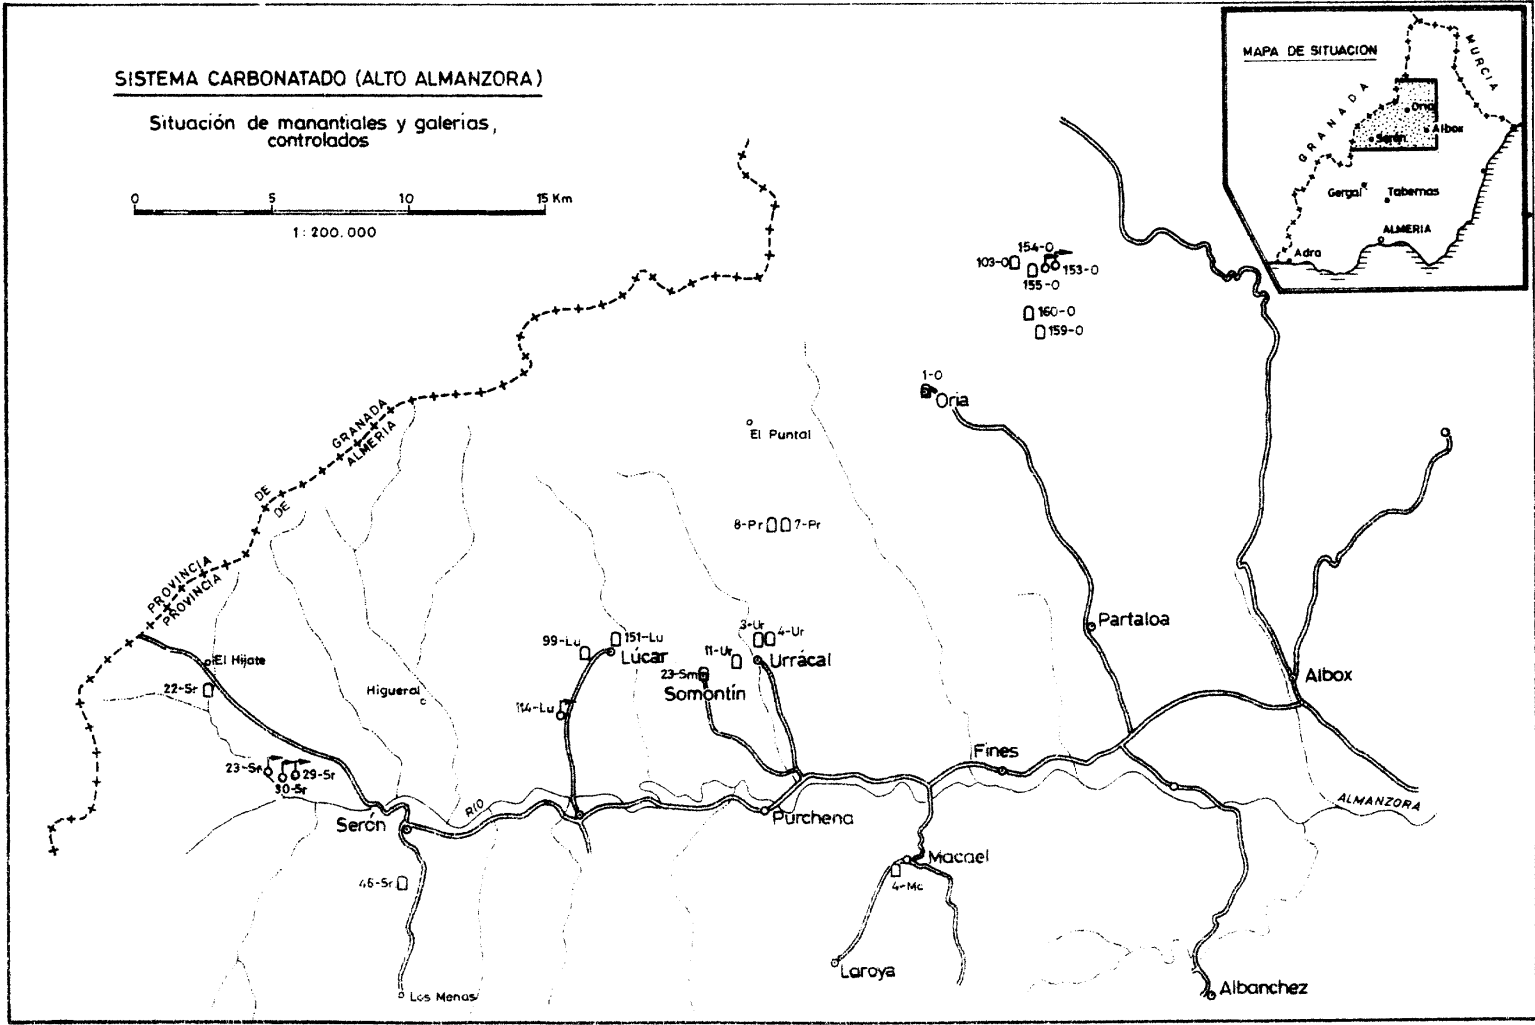 SISTEMA CARBONATADO (ALTO ALMANZORA)
Situación de manantiales y galerias,
controlados
0 5 10 15 Km
1:200.000
MAPA DE SITUACION
MURCIA
GRANADA
Oria
Albox
Serón
Gergal
Tabernas
ALMERIA
Adra
154-O
103-O
153-O
155-O
160-O
159-O
1-O
Oria
GRANADA
ALMERIA
El Puntal
DE
DE
8-Pr 7-Pr
PROVINCIA
PROVINCIA
Partaloa
3-Ur
4-Ur
151-Lu
99-Lu
Lúcar
11-Ur
Urrácal
El Hijate
23-Sm
Somontín
Albox
22-Sr
Higueral
114-Lu
Fines
23-Sr
29-Sr
30-Sr
RIO
ALMANZORA
Serón
Purchena
Macael
46-Sr
4-Mc
Laroya
Los Menas
Albanchez